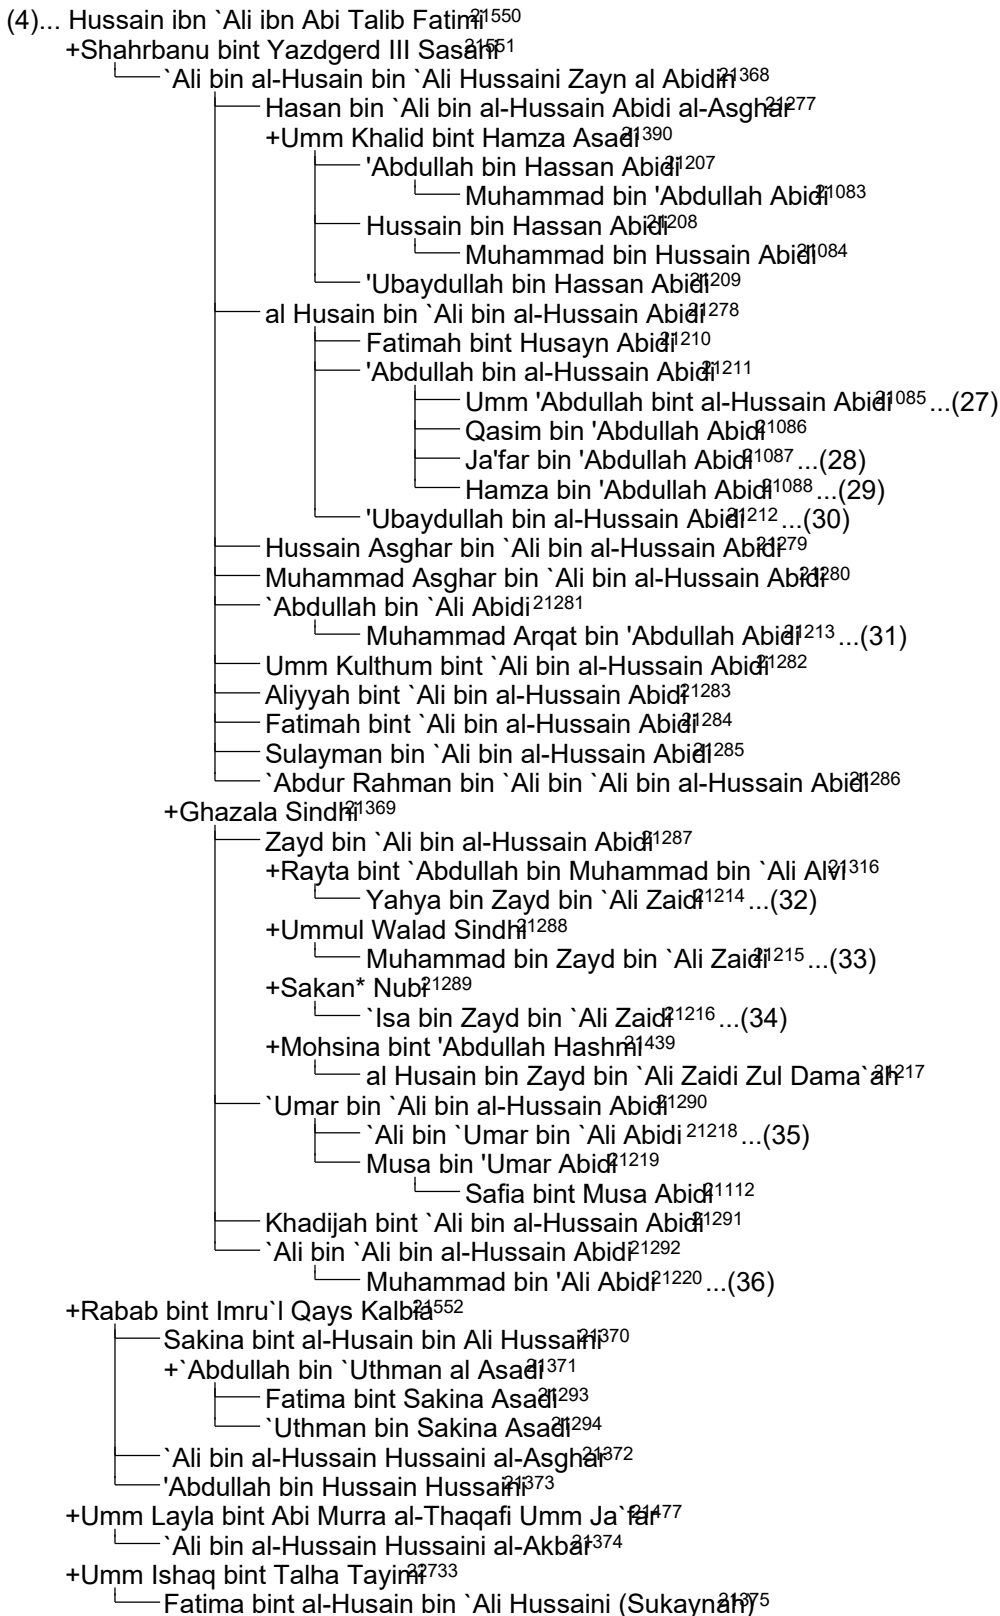 (4)... Hussain ibn `Ali ibn Abi Talib Fatimi21550
+Shahrbanu bint Yazdgerd III Sasani21551
`Ali bin al-Husain bin `Ali Hussaini Zayn al Abidin21368
Hasan bin `Ali bin al-Hussain Abidi al-Asghar21277
+Umm Khalid bint Hamza Asadi21390
'Abdullah bin Hassan Abidi21207
Muhammad bin 'Abdullah Abidi21083
Hussain bin Hassan Abidi21208
Muhammad bin Hussain Abidi21084
'Ubaydullah bin Hassan Abidi21209
al Husain bin `Ali bin al-Hussain Abidi21278
Fatimah bint Husayn Abidi21210
'Abdullah bin al-Hussain Abidi21211
Umm 'Abdullah bint al-Hussain Abidi21085 ...(27)
Qasim bin 'Abdullah Abidi21086
Ja'far bin 'Abdullah Abidi21087 ...(28)
Hamza bin 'Abdullah Abidi21088 ...(29)
'Ubaydullah bin al-Hussain Abidi21212 ...(30)
Hussain Asghar bin `Ali bin al-Hussain Abidi21279
Muhammad Asghar bin `Ali bin al-Hussain Abidi21280
`Abdullah bin `Ali Abidi21281
Muhammad Arqat bin 'Abdullah Abidi21213 ...(31)
Umm Kulthum bint `Ali bin al-Hussain Abidi21282
Aliyyah bint `Ali bin al-Hussain Abidi21283
Fatimah bint `Ali bin al-Hussain Abidi21284
Sulayman bin `Ali bin al-Hussain Abidi21285
`Abdur Rahman bin `Ali bin `Ali bin al-Hussain Abidi21286
+Ghazala Sindhi21369
Zayd bin `Ali bin al-Hussain Abidi21287
+Rayta bint `Abdullah bin Muhammad bin `Ali Alvi21316
Yahya bin Zayd bin `Ali Zaidi21214 ...(32)
+Ummul Walad Sindhi21288
Muhammad bin Zayd bin `Ali Zaidi21215 ...(33)
+Sakan* Nubi21289
`Isa bin Zayd bin `Ali Zaidi21216 ...(34)
+Mohsina bint 'Abdullah Hashmi21439
al Husain bin Zayd bin `Ali Zaidi Zul Dama`ah21217
`Umar bin `Ali bin al-Hussain Abidi21290
`Ali bin `Umar bin `Ali Abidi21218 ...(35)
Musa bin 'Umar Abidi21219
Safia bint Musa Abidi21112
Khadijah bint `Ali bin al-Hussain Abidi21291
`Ali bin `Ali bin al-Hussain Abidi21292
Muhammad bin 'Ali Abidi21220 ...(36)
+Rabab bint Imru`l Qays Kalbia21552
Sakina bint al-Husain bin Ali Hussaini21370
+`Abdullah bin `Uthman al Asadi21371
Fatima bint Sakina Asadi21293
`Uthman bin Sakina Asadi21294
`Ali bin al-Hussain Hussaini al-Asghar21372
'Abdullah bin Hussain Hussaini21373
+Umm Layla bint Abi Murra al-Thaqafi Umm Ja`far21477
`Ali bin al-Hussain Hussaini al-Akbar21374
+Umm Ishaq bint Talha Tayimi22733
Fatima bint al-Husain bin `Ali Hussaini (Sukaynah)21375